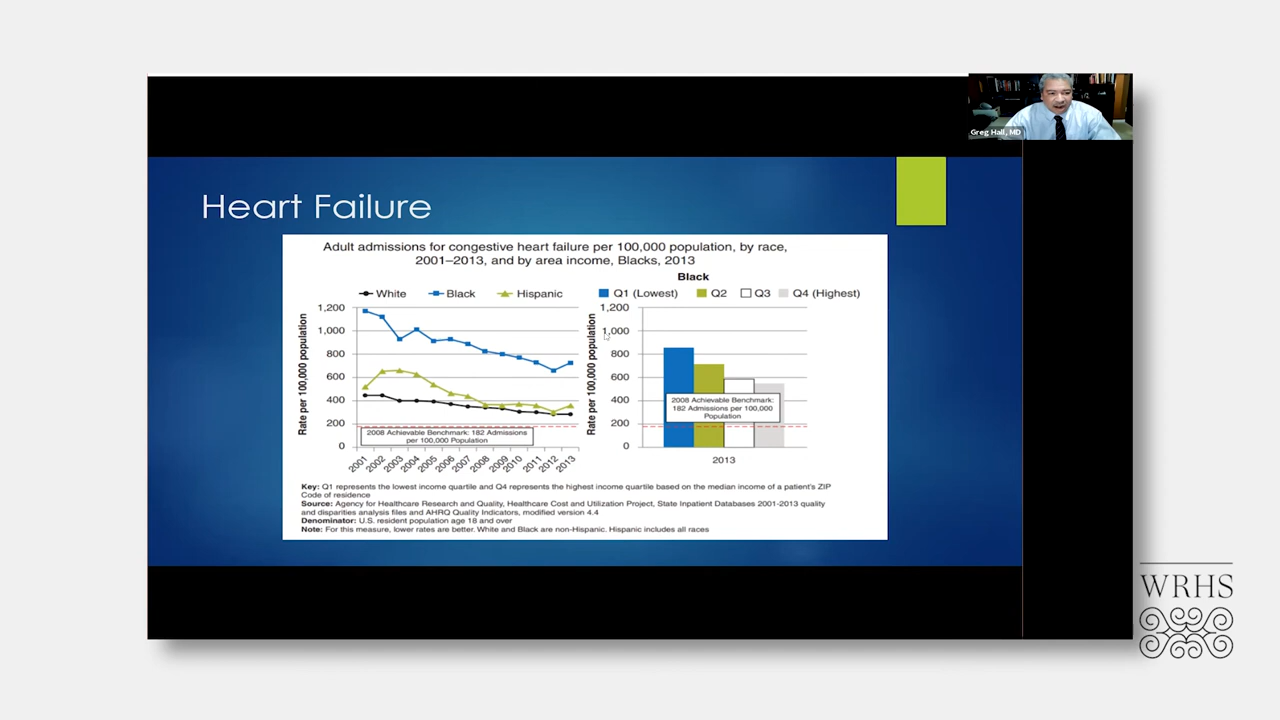 Greg Hall, MD
Heart Failure
Adult admissions for congestive heart failure per 100,000 population, by race,
2001–2013, and by area income, Blacks, 2013
Black
White Black Hispanic
Q1 (Lowest) Q2 Q3 Q4 (Highest)
Rate per 100,000 population
1,200
1,000
800
600
400
200
0
2008 Achievable Benchmark: 182 Admissions
per 100,000 Population
2001 2002 2003 2004 2005 2006 2007 2008 2009 2010 2011 2012 2013
Rate per 100,000 population
1,200
1,000
800
600
400
200
0
2008 Achievable Benchmark:
182 Admissions per 100,000
Population
2013
Key: Q1 represents the lowest income quartile and Q4 represents the highest income quartile based on the median income of a patient's ZIP
Code of residence
Source: Agency for Healthcare Research and Quality, Healthcare Cost and Utilization Project, State Inpatient Databases 2001-2013 quality
and disparities analysis files and AHRQ Quality Indicators, modified version 4.4
Denominator: U.S. resident population age 18 and over
Note: For this measure, lower rates are better. White and Black are non-Hispanic. Hispanic includes all races
WRHS